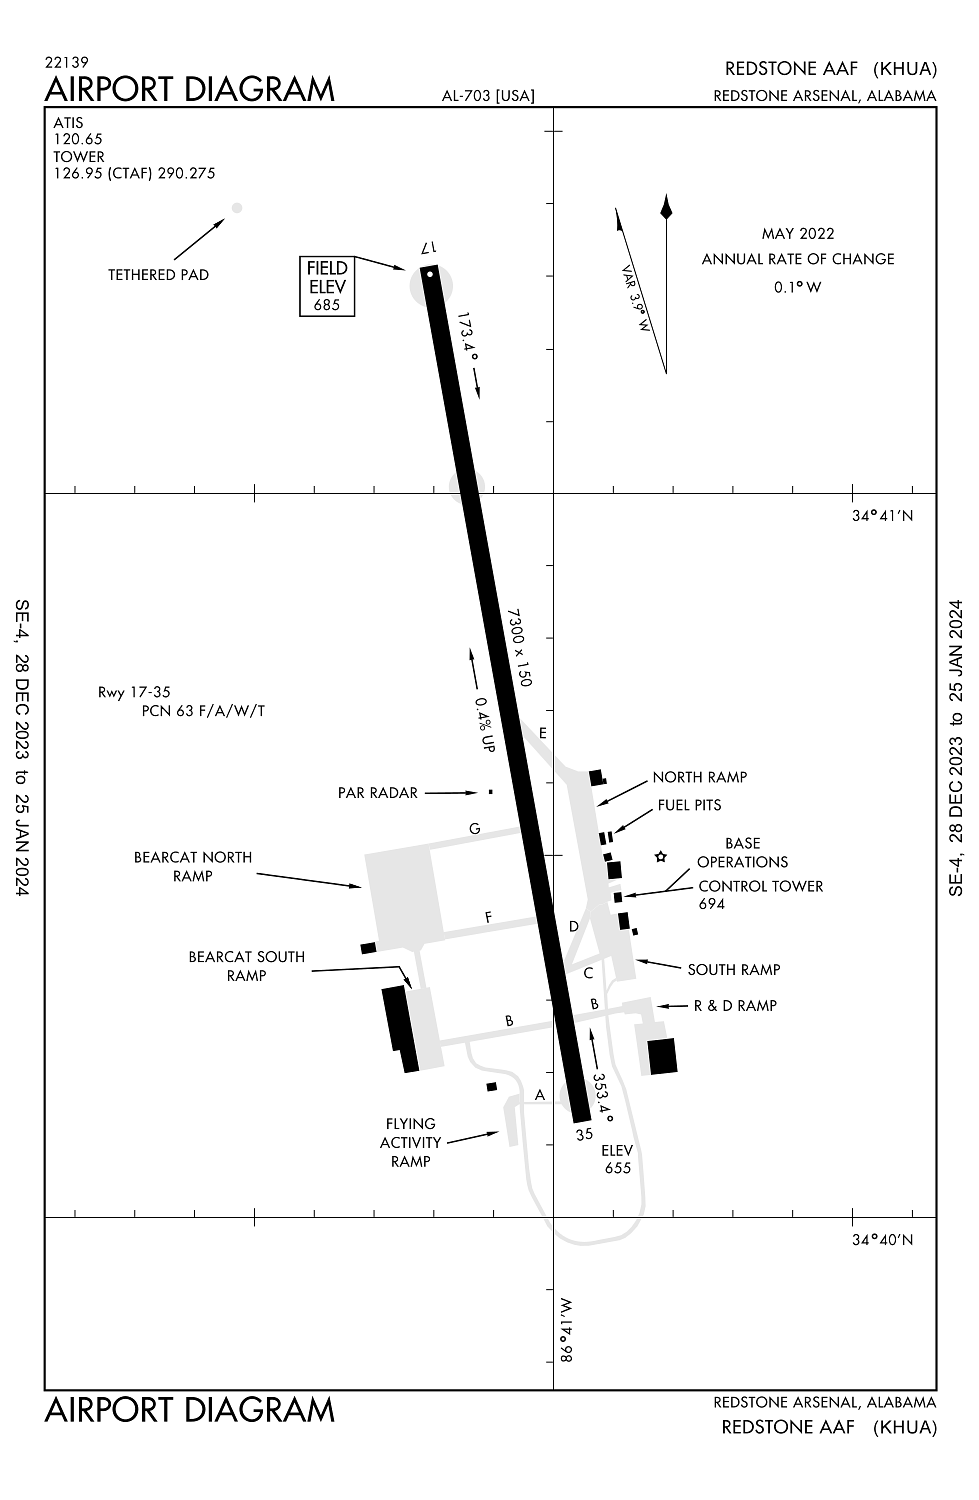 22139
AIRPORT DIAGRAM
AL-703 [USA]
REDSTONE AAF (KHUA)
REDSTONE ARSENAL, ALABAMA
ATIS
120.65
TOWER
126.95 (CTAF) 290.275
TETHERED PAD
FIELD
ELEV
685
17
173.4°
VAR 3.9° W
MAY 2022
ANNUAL RATE OF CHANGE
0.1° W
34°41'N
SE-4, 28 DEC 2023 to 25 JAN 2024
SE-4, 28 DEC 2023 to 25 JAN 2024
7300 x 150
Rwy 17-35
PCN 63 F/A/W/T
0.4% UP
E
PAR RADAR
NORTH RAMP
FUEL PITS
G
BASE
OPERATIONS
BEARCAT NORTH
RAMP
CONTROL TOWER
694
F
D
BEARCAT SOUTH
RAMP
C
SOUTH RAMP
B
B
R & D RAMP
A
353.4°
FLYING
ACTIVITY
RAMP
35
ELEV
655
34°40'N
86°41'W
AIRPORT DIAGRAM
REDSTONE ARSENAL, ALABAMA
REDSTONE AAF (KHUA)